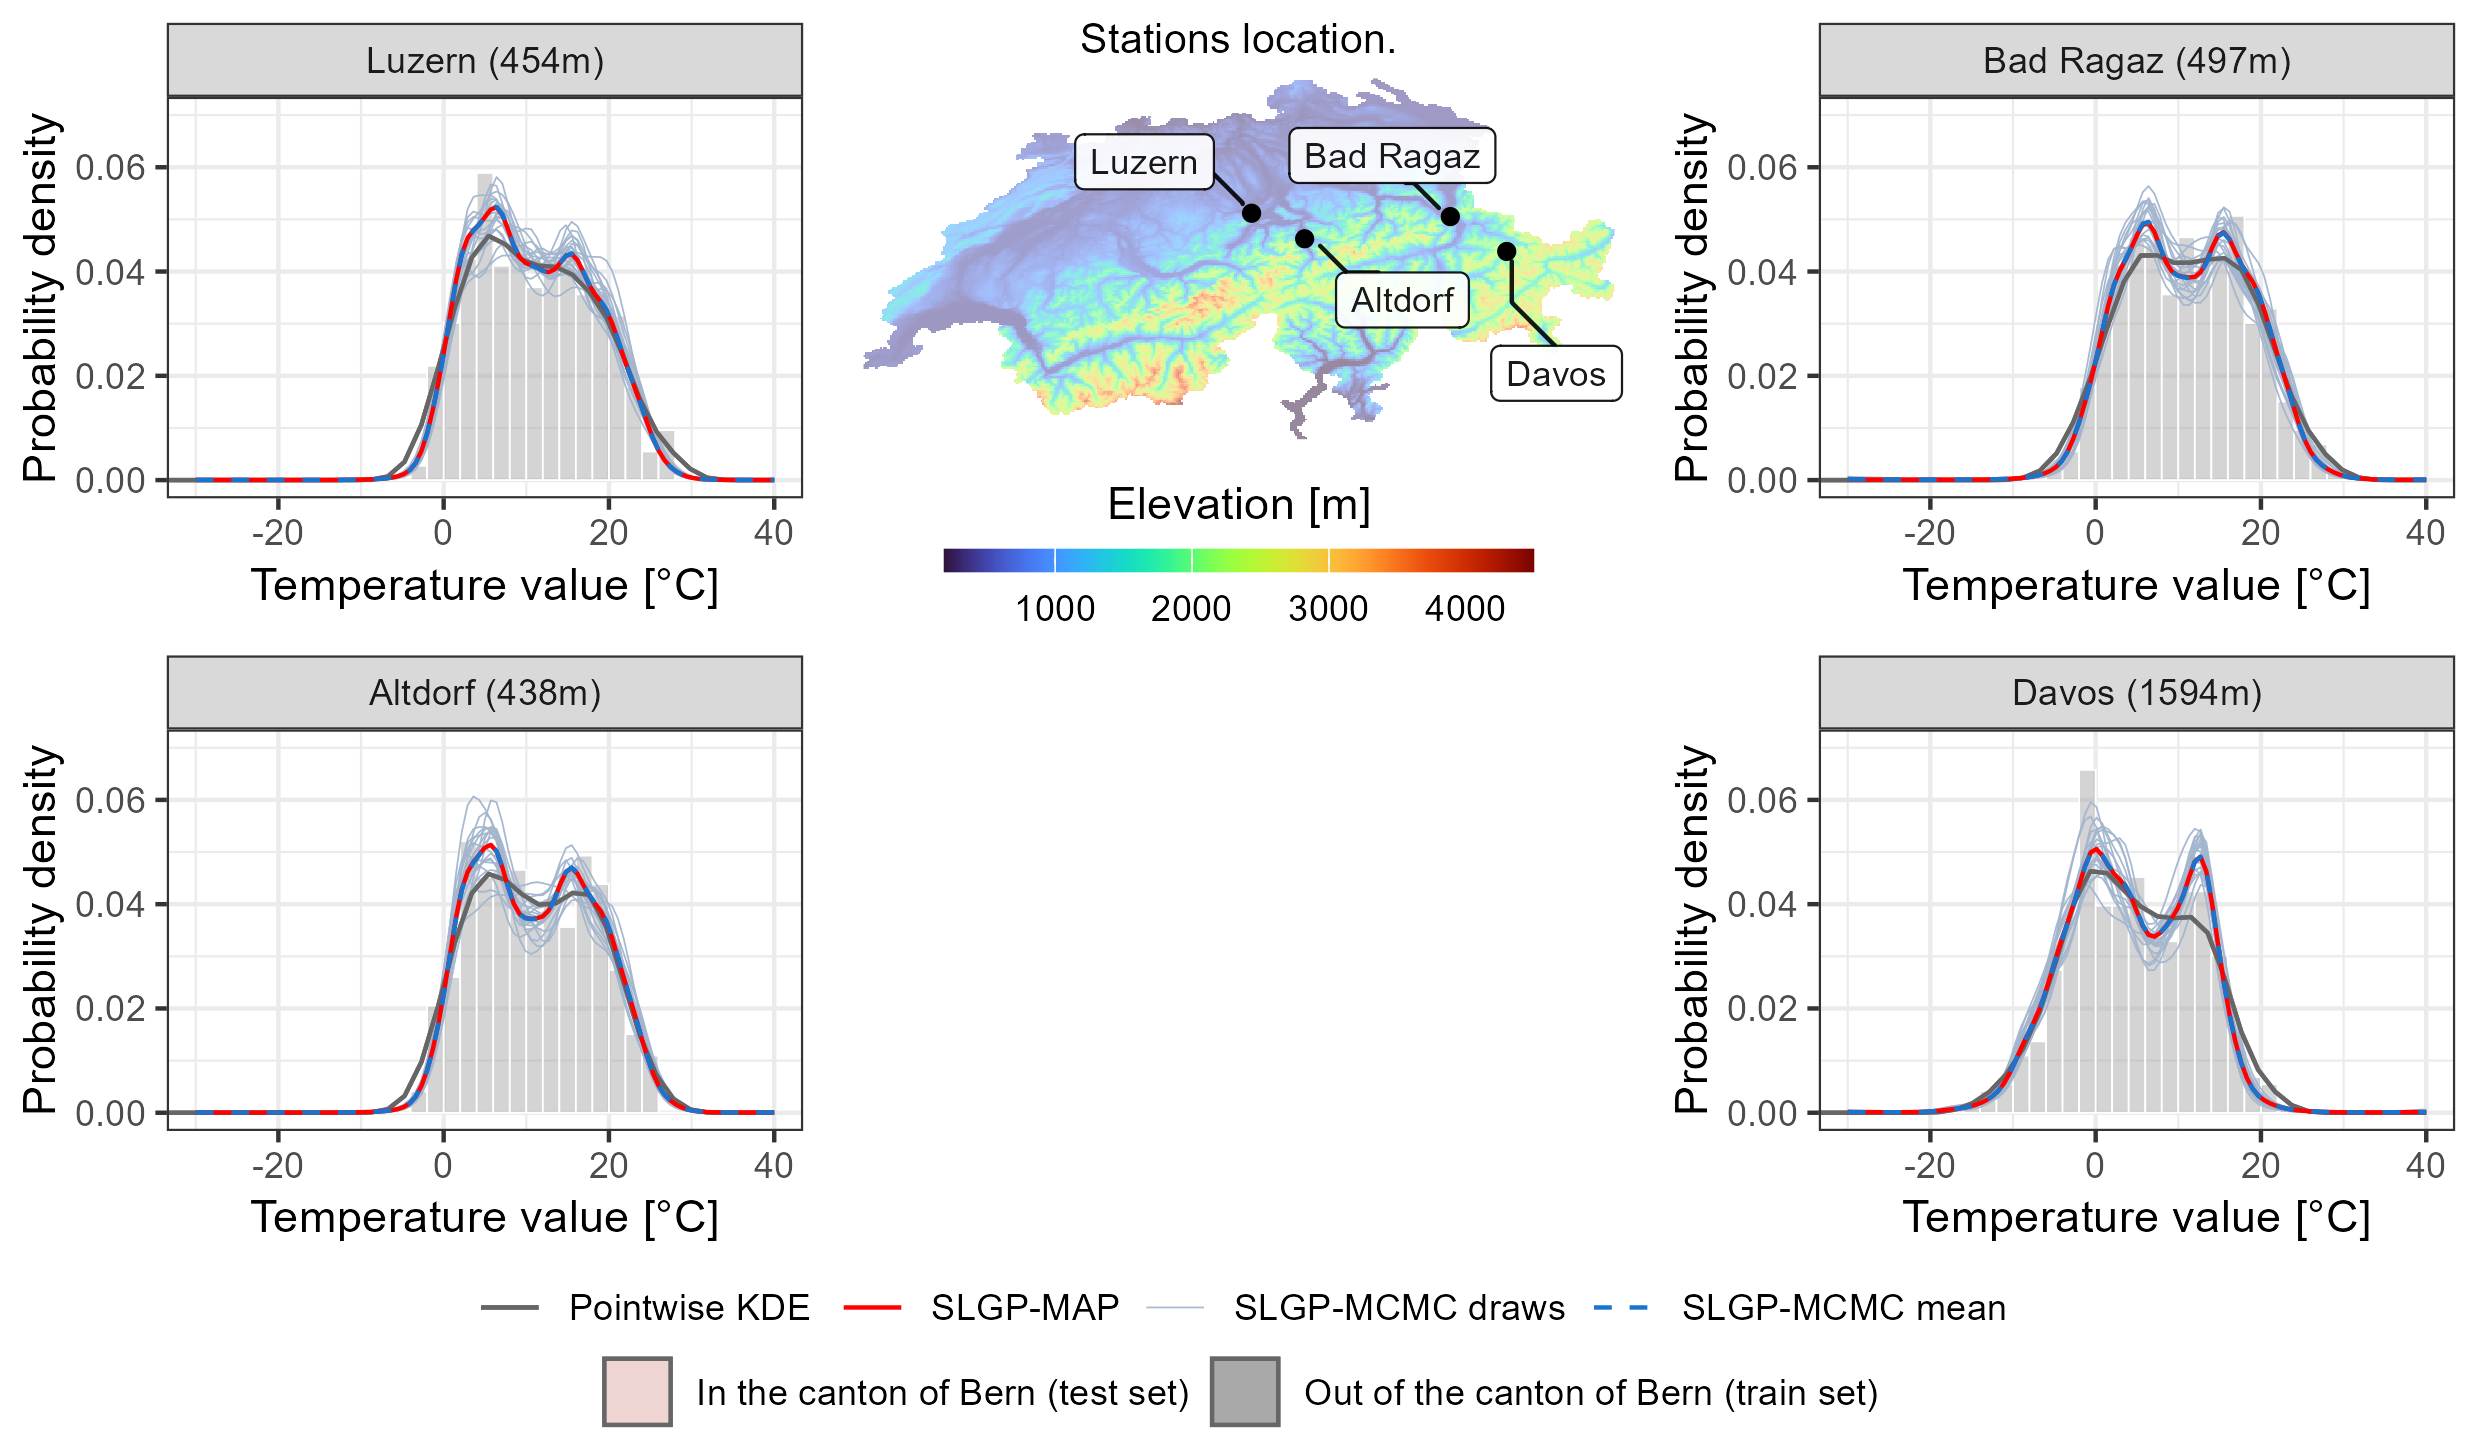 Luzern (454m)
Probability density
0.06
0.04
0.02
0.00
-20 0 20 40
Temperature value [°C]
Stations location.
Luzern
Bad Ragaz
Altdorf
Davos
Elevation [m]
1000 2000 3000 4000
Bad Ragaz (497m)
Probability density
0.06
0.04
0.02
0.00
-20 0 20 40
Temperature value [°C]
Altdorf (438m)
Probability density
0.06
0.04
0.02
0.00
-20 0 20 40
Temperature value [°C]
Davos (1594m)
Probability density
0.06
0.04
0.02
0.00
-20 0 20 40
Temperature value [°C]
Pointwise KDE SLGP-MAP SLGP-MCMC draws SLGP-MCMC mean
In the canton of Bern (test set) Out of the canton of Bern (train set)